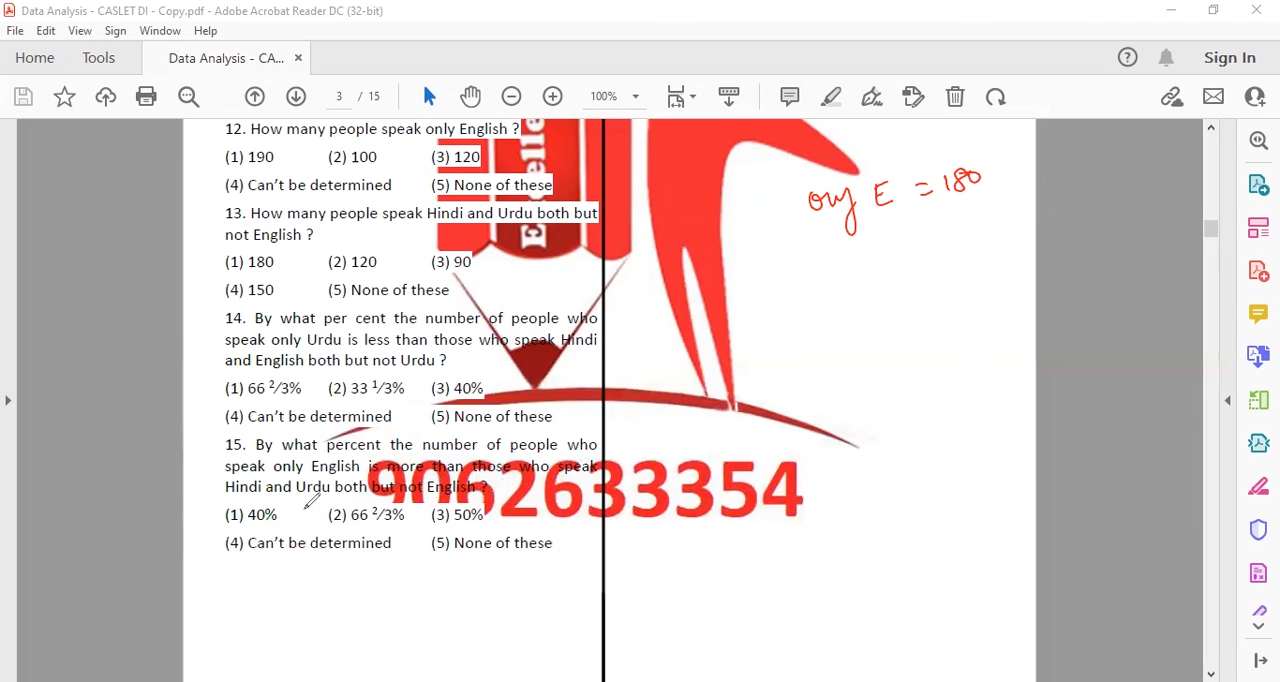 Data Analysis - CASLET DI - Copy.pdf - Adobe Acrobat Reader DC (32-bit)
File Edit View Sign Window Help
Home Tools Data Analysis - CA... × Sign In
3 / 15 100%
12. How many people speak only English ?
(1) 190 (2) 100 (3) 120
(4) Can't be determined (5) None of these
13. How many people speak Hindi and Urdu both but
not English ?
(1) 180 (2) 120 (3) 90
(4) 150 (5) None of these
14. By what per cent the number of people who
speak only Urdu is less than those who speak Hindi
and English both but not Urdu ?
(1) 66 2/3% (2) 33 1/3% (3) 40%
(4) Can't be determined (5) None of these
15. By what percent the number of people who
speak only English is more than those who speak
Hindi and Urdu both but not English ?
(1) 40% (2) 66 2/3% (3) 50%
(4) Can't be determined (5) None of these
E = 180
9062633354